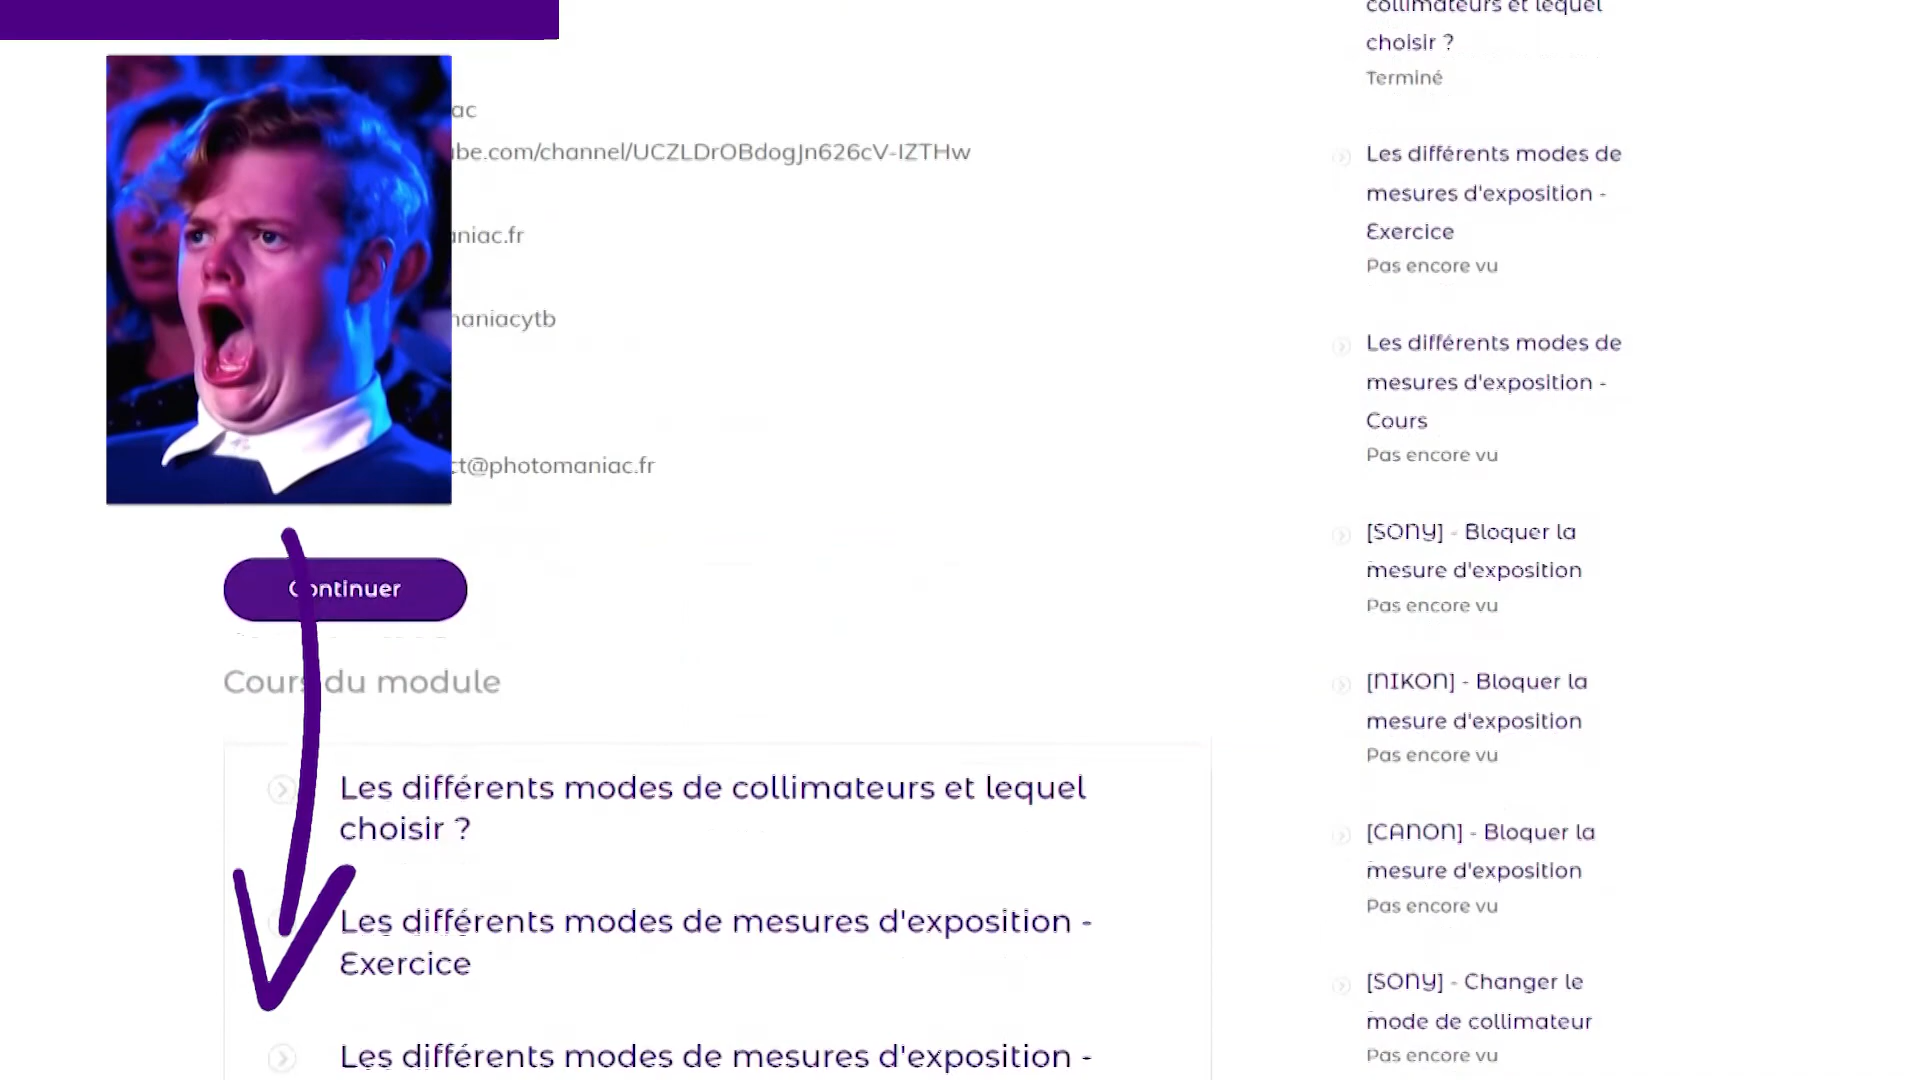 ac
ube.com/channel/UCZLDrOBdogJn626cV-IZTHw
aniac.fr
naniacytb
ct@photomaniac.fr
Continuer
Cours du module
Les différents modes de collimateurs et lequel
choisir ?
Les différents modes de mesures d'exposition -
Exercice
Les différents modes de mesures d'exposition -
collimateurs et lequel
choisir ?
Terminé
Les différents modes de
mesures d'exposition -
Exercice
Pas encore vu
Les différents modes de
mesures d'exposition -
Cours
Pas encore vu
[SONY] - Bloquer la
mesure d'exposition
Pas encore vu
[NIKON] - Bloquer la
mesure d'exposition
Pas encore vu
[CANON] - Bloquer la
mesure d'exposition
Pas encore vu
[SONY] - Changer le
mode de collimateur
Pas encore vu